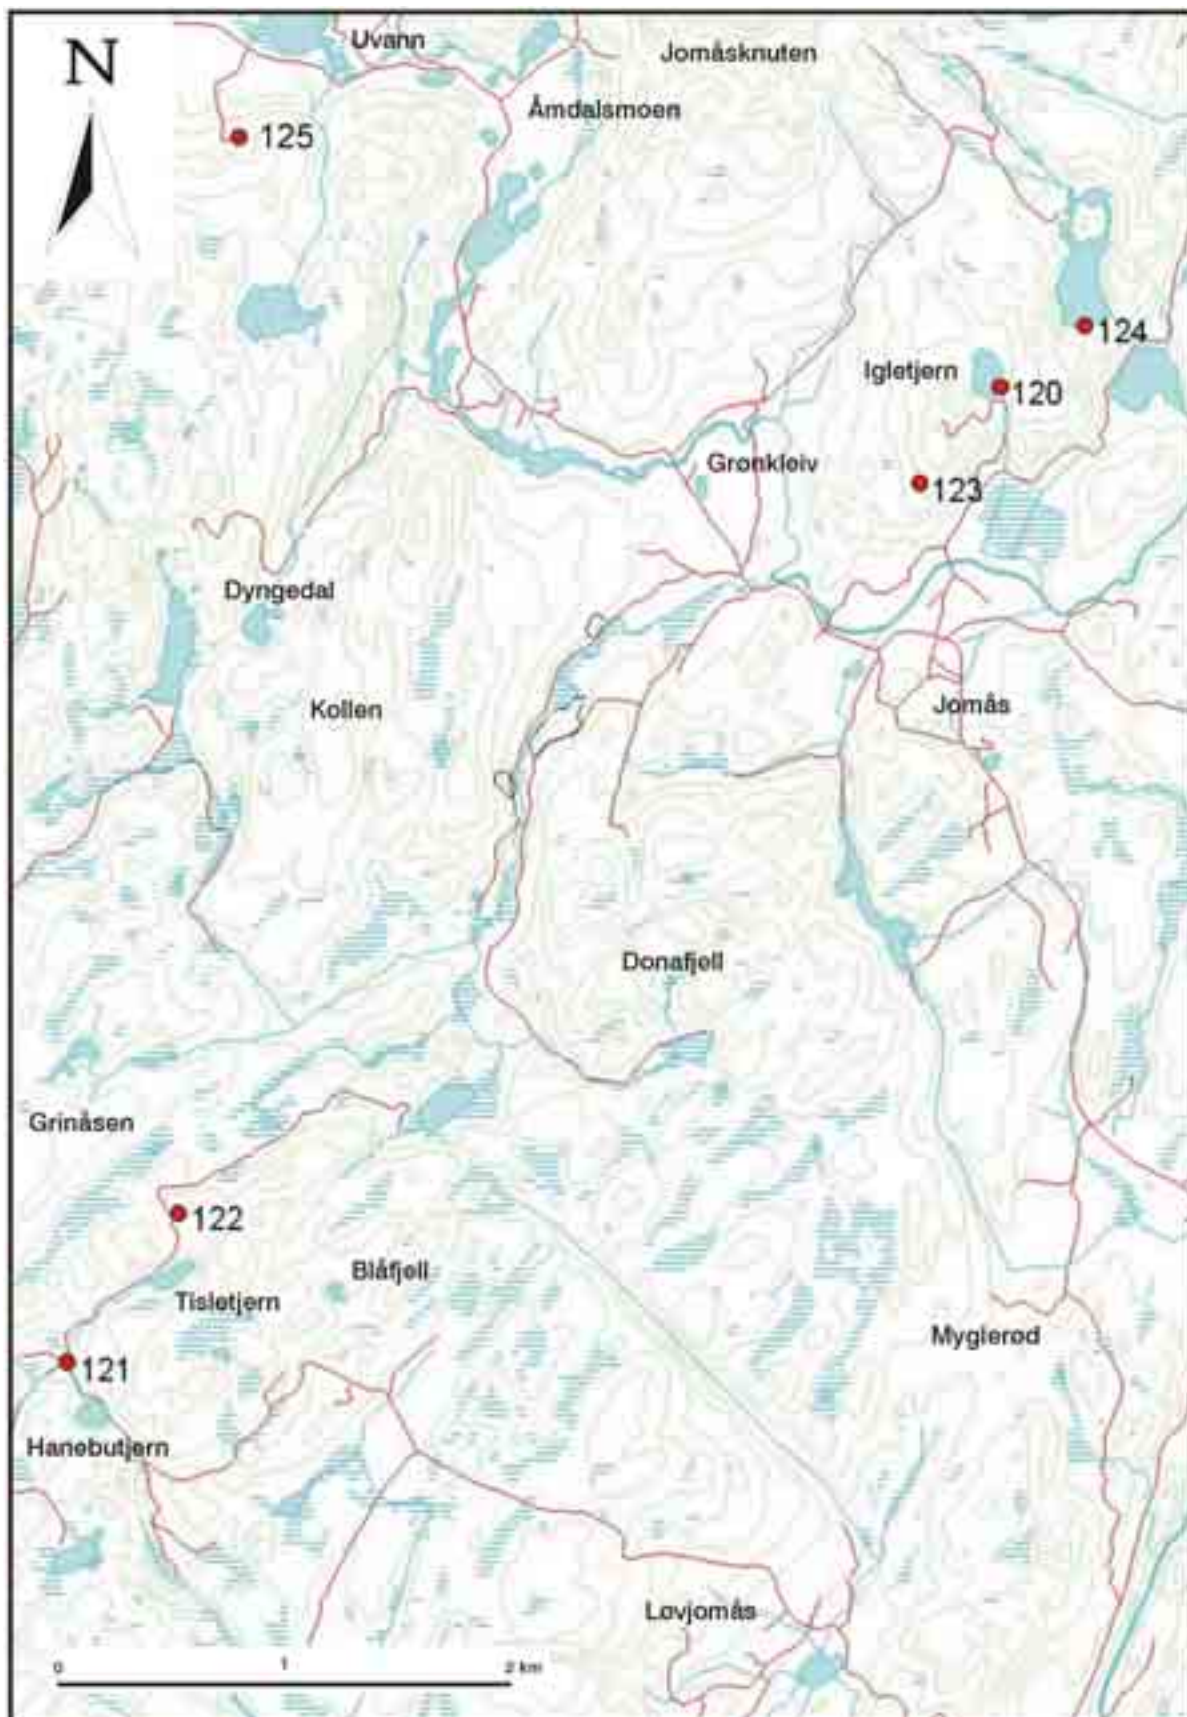 N
Uvann
Jomåsknuten
Åmdalsmoen
125
124
Igletjern
120
Grønkleiv
123
Dyngedal
Kollen
Jomås
Donafjell
Grinåsen
122
Blåfjell
Tisletjern
Myglerød
121
Hanebutjern
Løvjomås
0
1
2 km